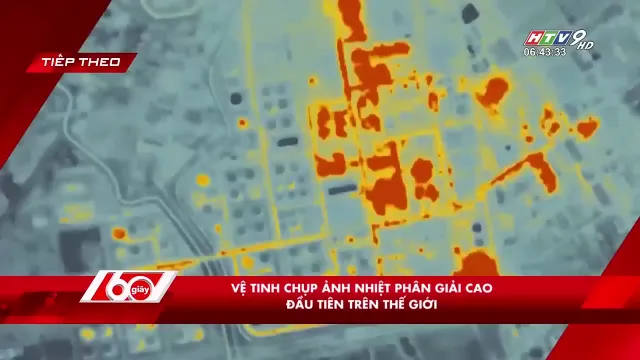 TIẾP THEO
HTV9 HD
06:43:33
60 giây
VỆ TINH CHỤP ẢNH NHIỆT PHÂN GIẢI CAO
ĐẦU TIÊN TRÊN THẾ GIỚI